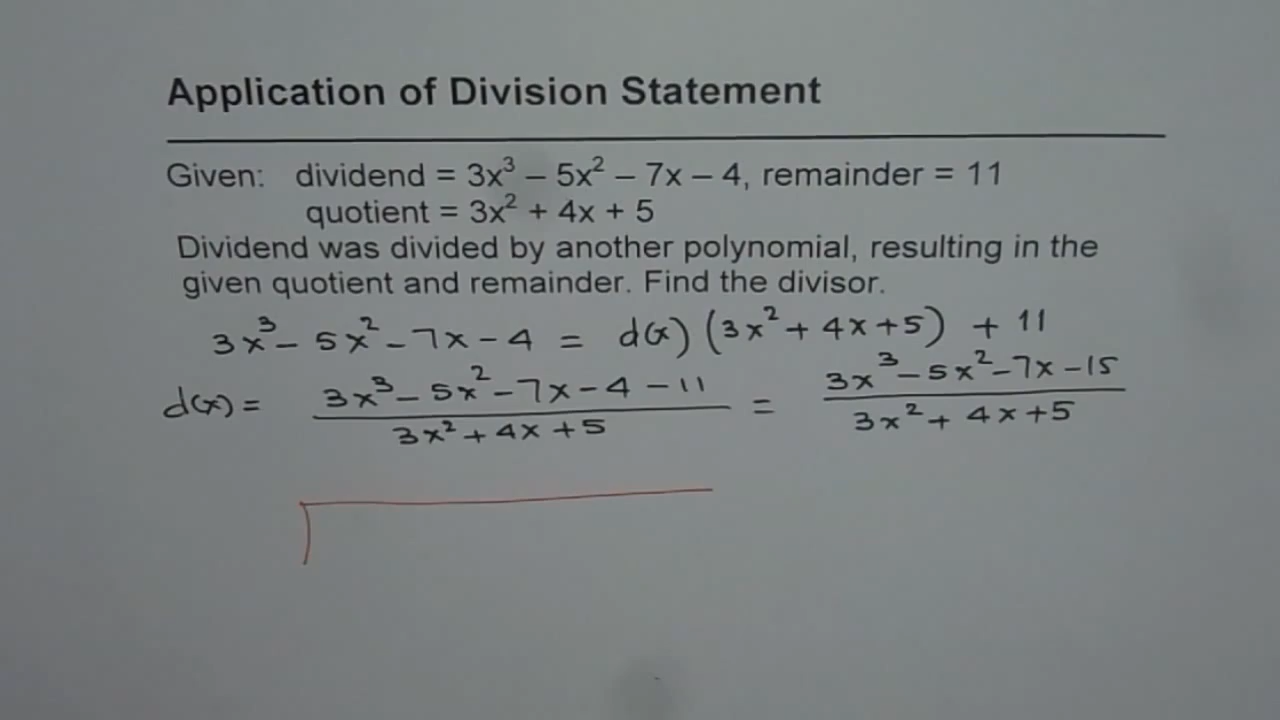 Application of Division Statement
Given: dividend = 3x³ – 5x² – 7x – 4, remainder = 11
quotient = 3x² + 4x + 5
Dividend was divided by another polynomial, resulting in the
given quotient and remainder. Find the divisor.
3x³ – 5x² – 7x – 4 = d(x) (3x² + 4x + 5) + 11
d(x) = (3x³ – 5x² – 7x – 4 – 11) / (3x² + 4x + 5) = (3x³ – 5x² – 7x – 15) / (3x² + 4x + 5)